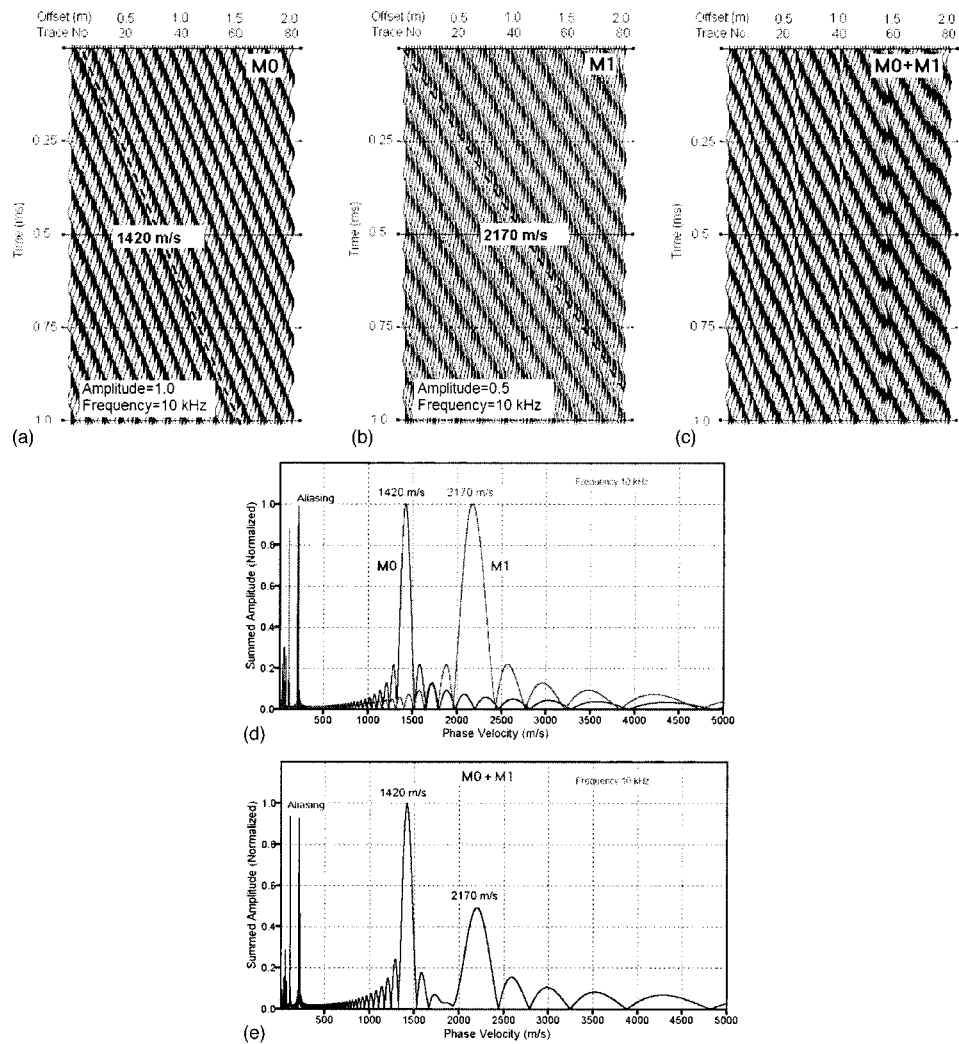 Offset (m) 0.5 1.0 1.5 2.0
Trace No. 20 40 60 80
M0
0.25
0.5
0.75
1.0
Time (ms)
1420 m/s
Amplitude=1.0
Frequency=10 kHz
(a)
Offset (m) 0.5 1.0 1.5 2.0
Trace No. 20 40 60 80
M1
0.25
0.5
0.75
1.0
Time (ms)
2170 m/s
Amplitude=0.5
Frequency=10 kHz
(b)
Offset (m) 0.5 1.0 1.5 2.0
Trace No. 20 40 60 80
M0+M1
0.25
0.5
0.75
1.0
Time (ms)
(c)
1420 m/s 2170 m/s Frequency 10 kHz
Aliasing
M0 M1
Summed Amplitude (Normalized)
1.0
0.8
0.6
0.4
0.2
0.0
500 1000 1500 2000 2500 3000 3500 4000 4500 5000
Phase Velocity (m/s)
(d)
M0 + M1
1420 m/s Frequency 10 kHz
Aliasing
2170 m/s
Summed Amplitude (Normalized)
1.0
0.8
0.6
0.4
0.2
0.0
500 1000 1500 2000 2500 3000 3500 4000 4500 5000
Phase Velocity (m/s)
(e)